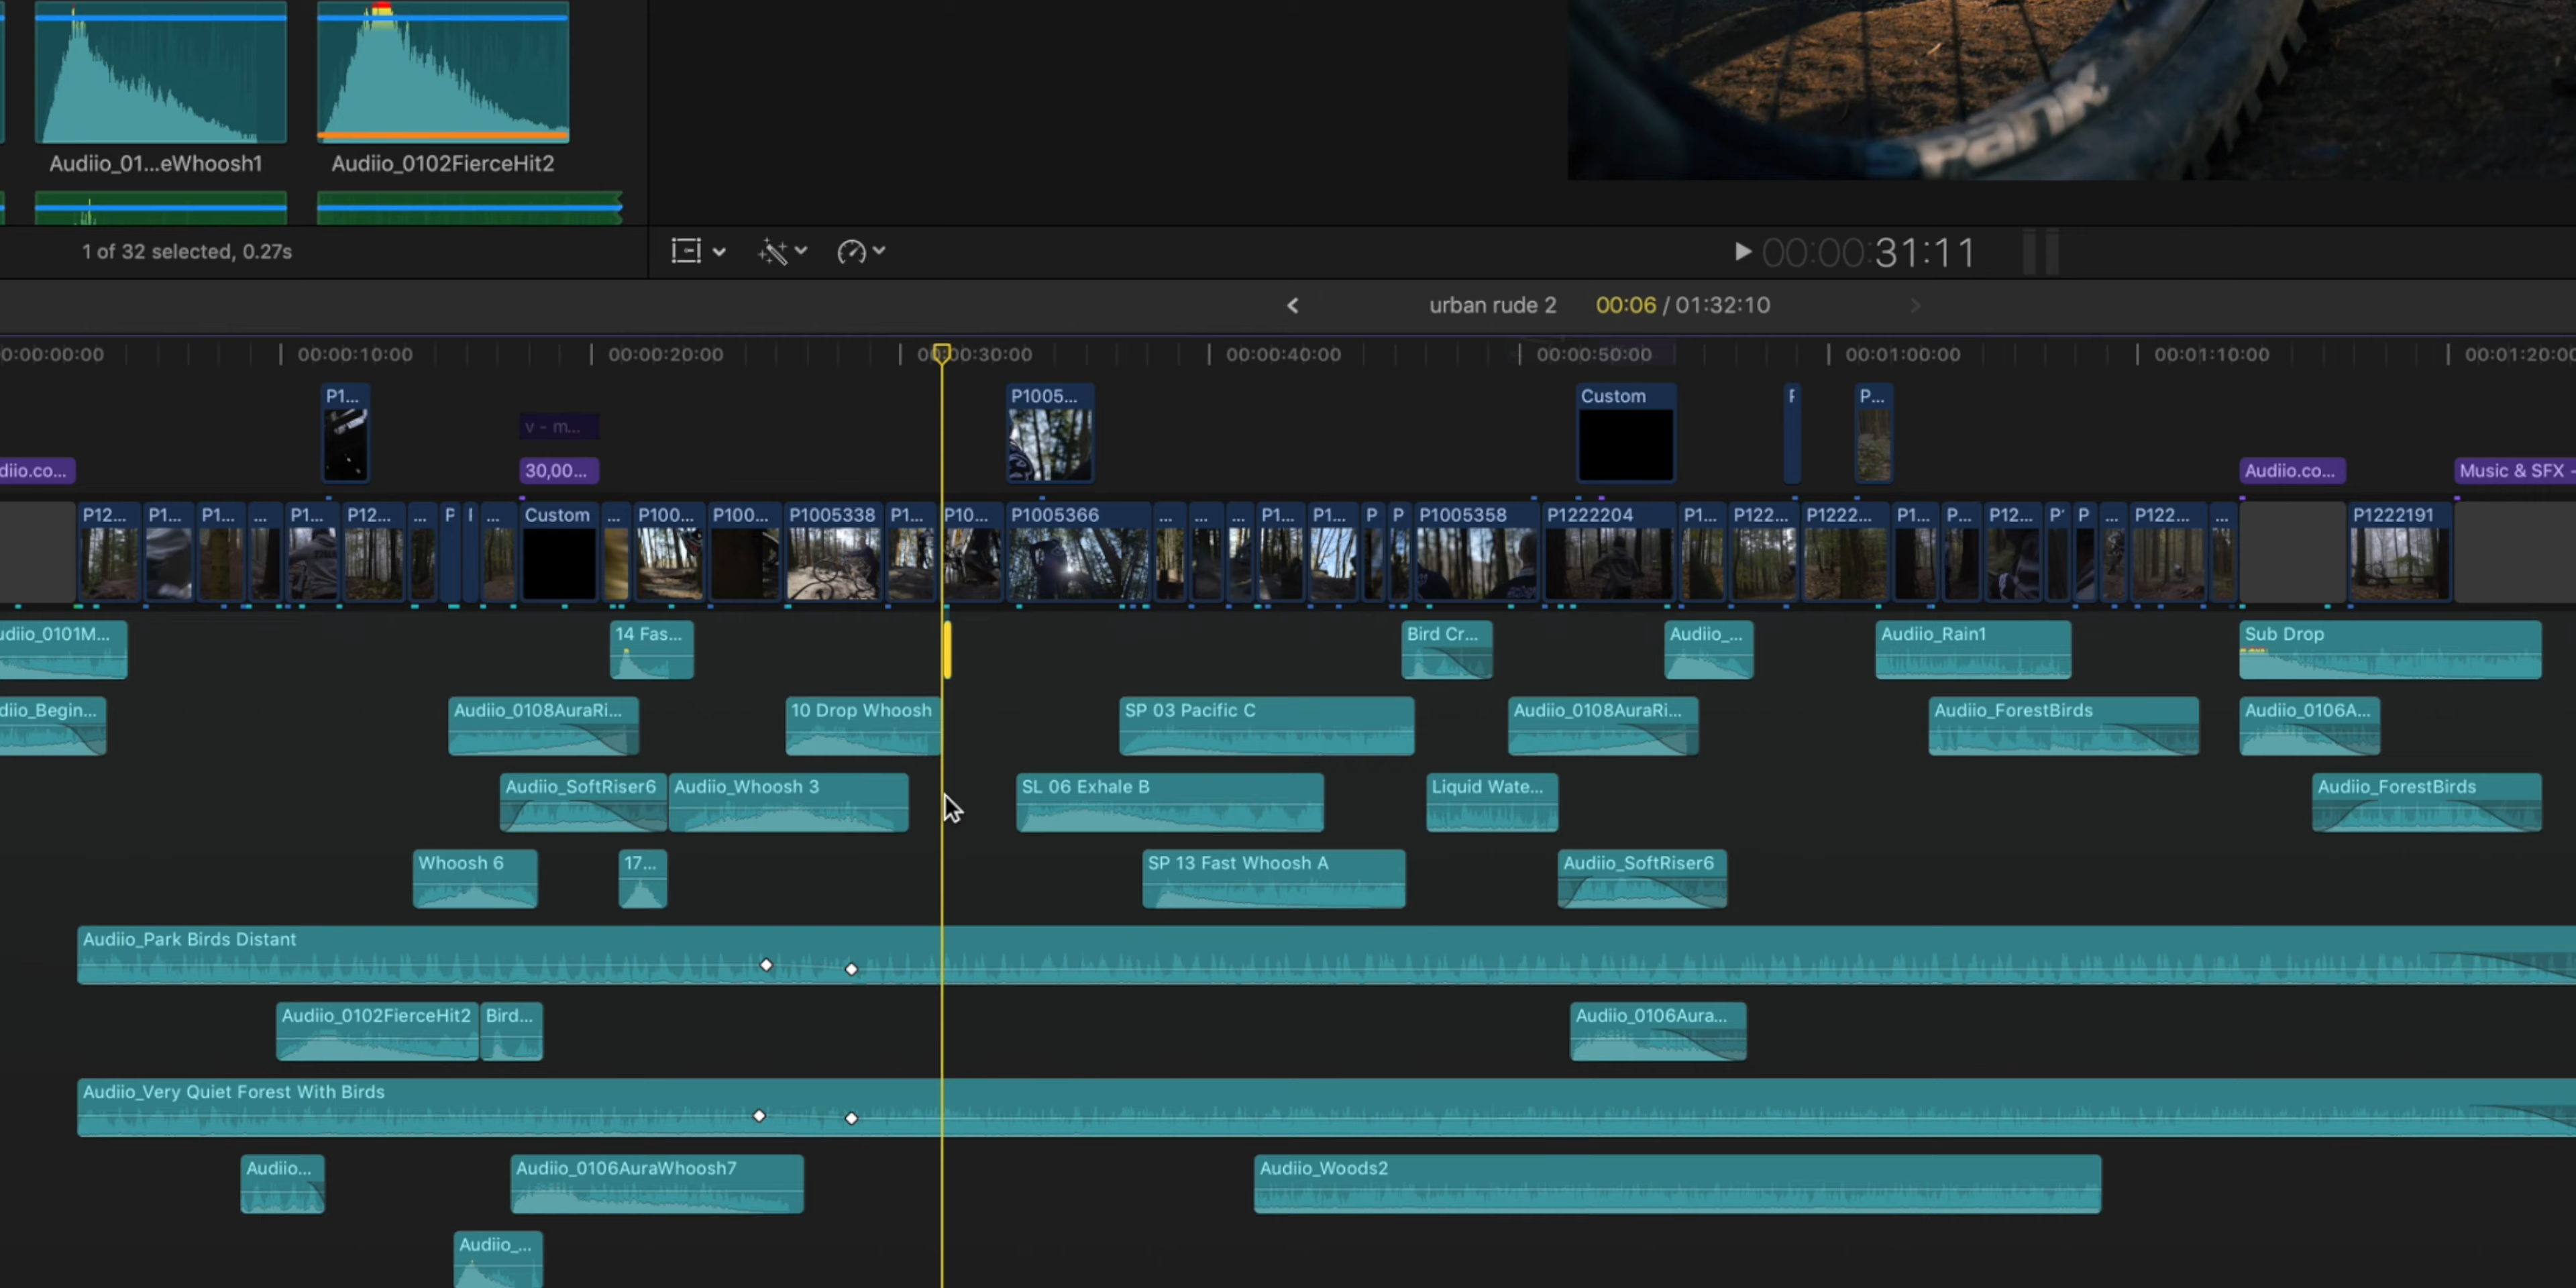 Audiio_01...eWhoosh1
Audiio_0102FierceHit2
SPank
1 of 32 selected, 0.27s
00:00:31:11
urban rude 2 00:06 / 01:32:10
0:00:00:00 00:00:10:00 00:00:20:00 00:00:30:00 00:00:40:00 00:00:50:00 00:01:00:00 00:01:10:00 00:01:20:00
P1... P1005... Custom P...
v - m...
diio.co... 30,00... Audiio.co... Music & SFX -
P12... P1... P1... ... P1... P12... ... P ... Custom ... P100... P100... P1005338 P1... P10... P1005366 ... ... ... P1... P1... P P P1005358 P1222204 P1... P122... P1222... P1... P... P12... P' P ... P122... ... P1222191
udiio_0101M... 14 Fas... Bird Cr... Audiio_... Audiio_Rain1 Sub Drop
diio_Begin... Audiio_0108AuraRi... 10 Drop Whoosh SP 03 Pacific C Audiio_0108AuraRi... Audiio_ForestBirds Audiio_0106A...
Audiio_SoftRiser6 Audiio_Whoosh 3 SL 06 Exhale B Liquid Wate... Audiio_ForestBirds
Whoosh 6 17... SP 13 Fast Whoosh A Audiio_SoftRiser6
Audiio_Park Birds Distant
Audiio_0102FierceHit2 Bird... Audiio_0106Aura...
Audiio_Very Quiet Forest With Birds
Audiio... Audiio_0106AuraWhoosh7 Audiio_Woods2
Audiio_...